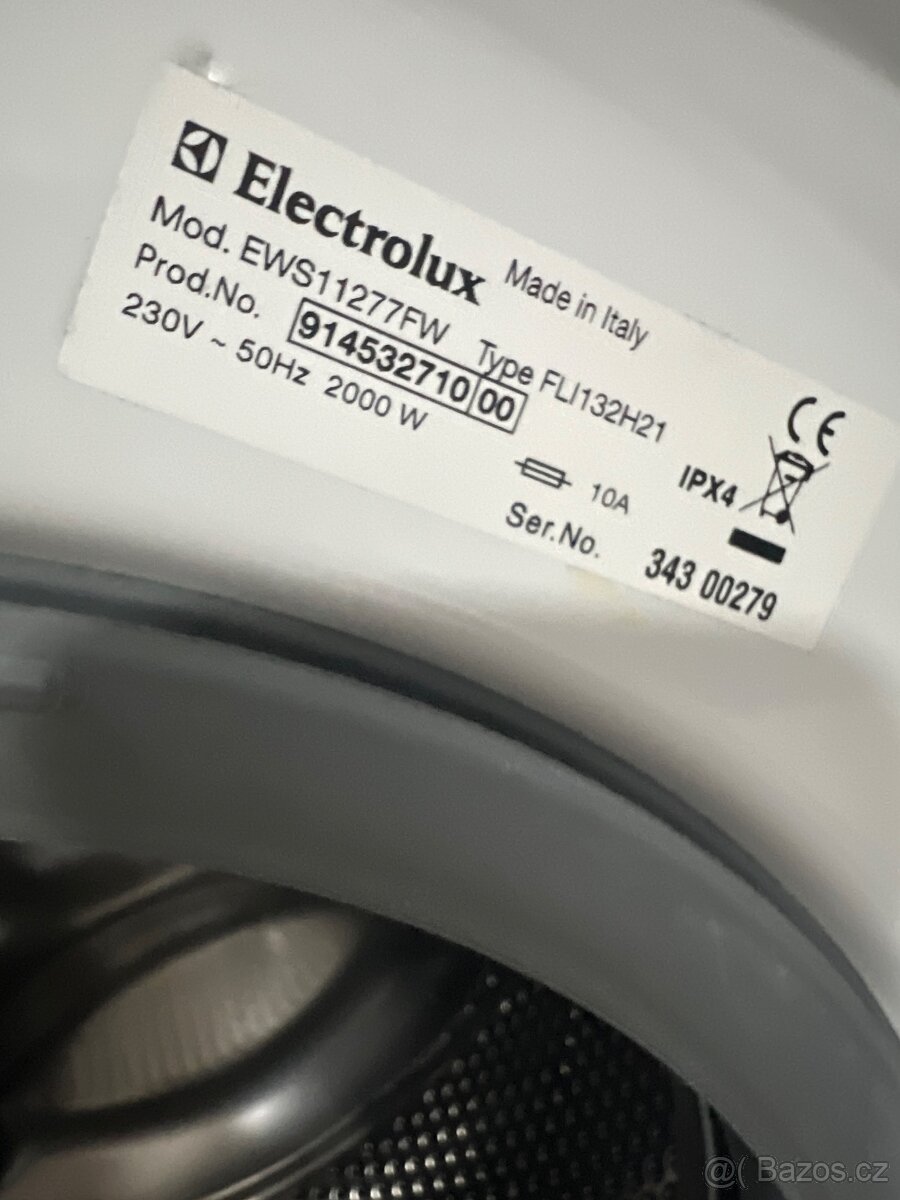 Electrolux Made in Italy
Mod. EWS11277FW Type FLI132H21
Prod.No. 914532710 00
230V ~ 50Hz 2000 W
10A IPX4 CE
Ser.No. 343 00279
@( Bazos.cz